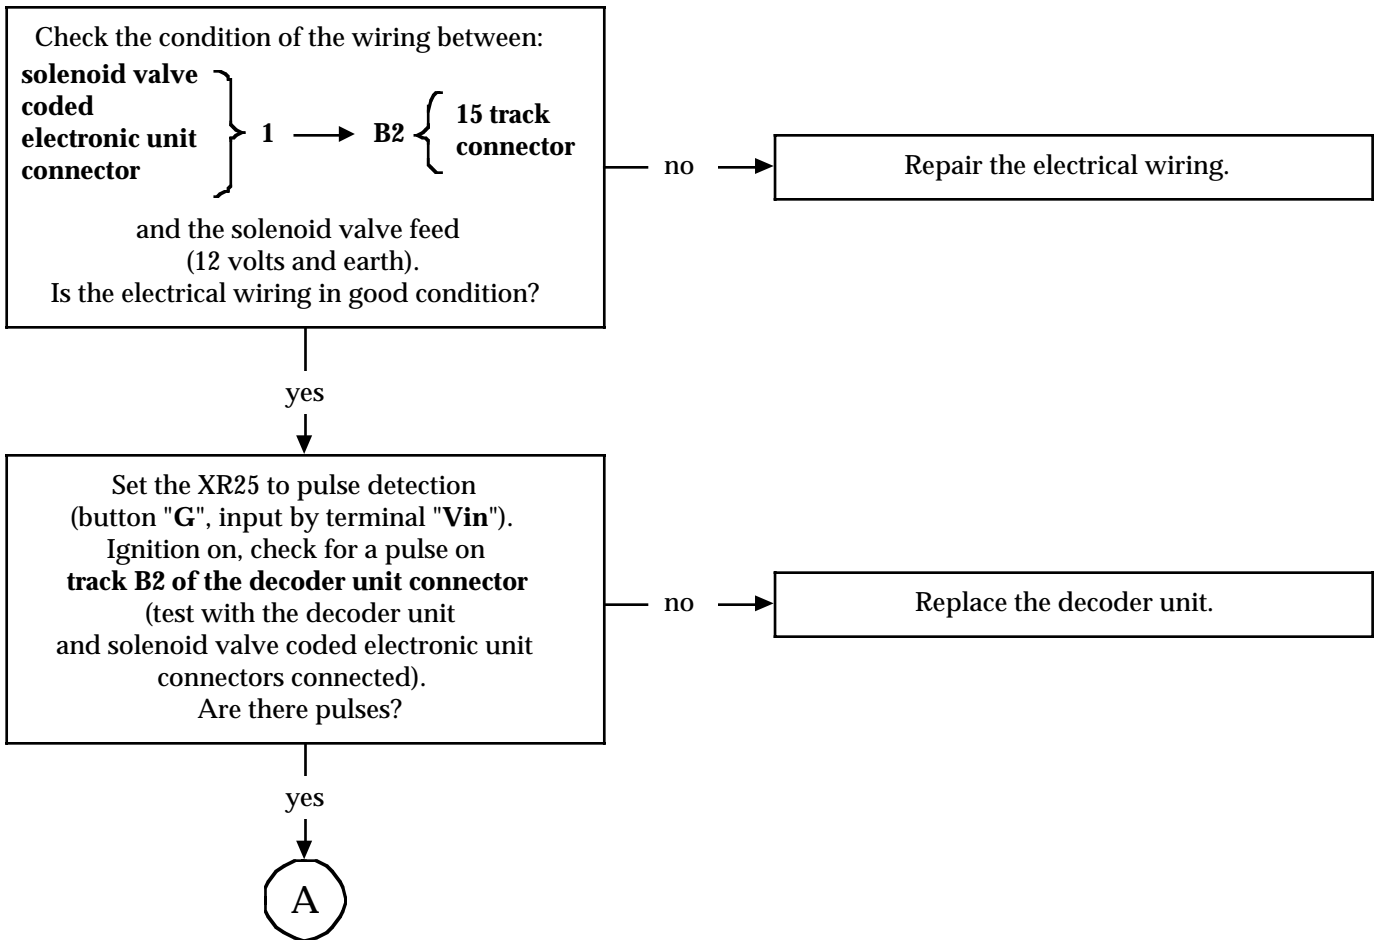 Check the condition of the wiring between:
solenoid valve
coded
electronic unit
connector
1
B2
15 track
connector
and the solenoid valve feed
(12 volts and earth).
Is the electrical wiring in good condition?
no
Repair the electrical wiring.
yes
Set the XR25 to pulse detection
(button "G", input by terminal "Vin").
Ignition on, check for a pulse on
track B2 of the decoder unit connector
(test with the decoder unit
and solenoid valve coded electronic unit
connectors connected).
Are there pulses?
no
Replace the decoder unit.
yes
A